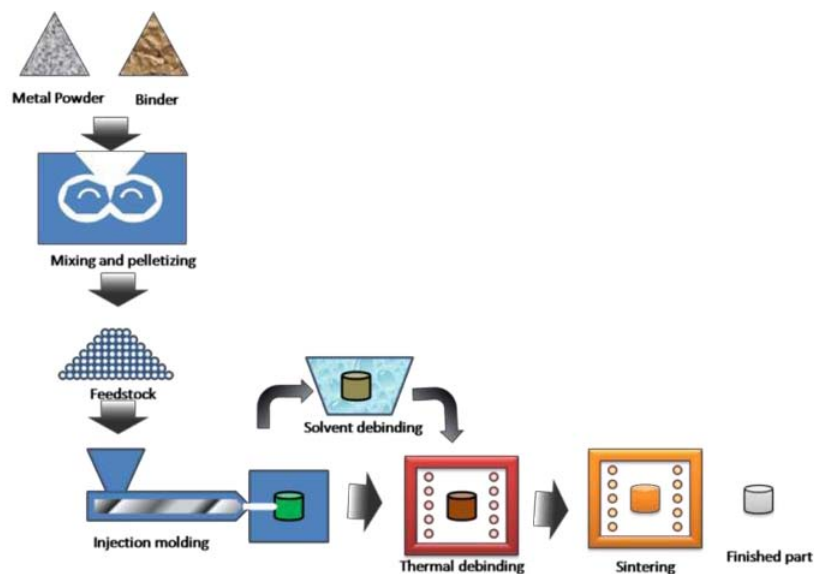 Metal Powder
Binder
Mixing and pelletizing
Feedstock
Solvent debinding
Injection molding
Thermal debinding
Sintering
Finished part